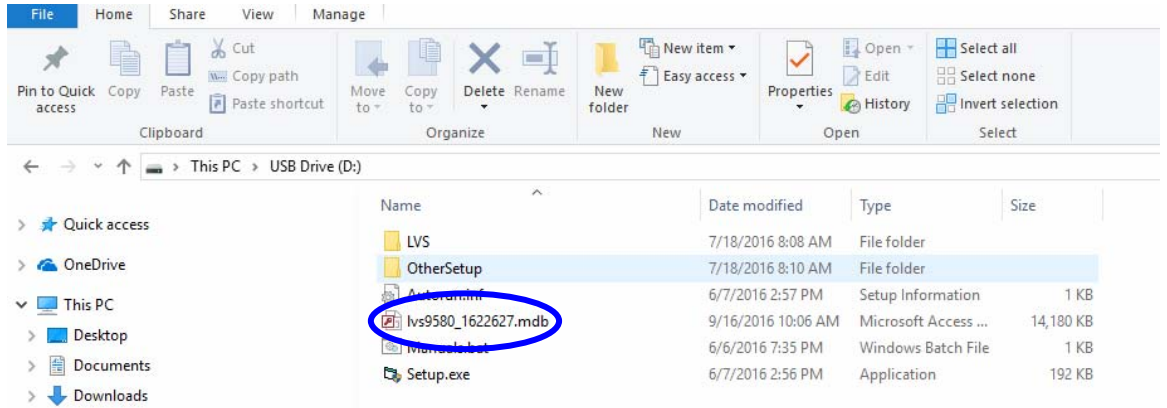 File Home Share View Manage
Cut
Copy path
Paste shortcut
Pin to Quick access
Copy
Paste
Clipboard
Move to
Copy to
Delete
Rename
Organize
New folder
New item
Easy access
New
Properties
Open
Edit
History
Open
Select all
Select none
Invert selection
Select
This PC > USB Drive (D:)
Name Date modified Type Size
Quick access
OneDrive
This PC
Desktop
Documents
Downloads
LVS 7/18/2016 8:08 AM File folder
OtherSetup 7/18/2016 8:10 AM File folder
Autorun.inf 6/7/2016 2:57 PM Setup Information 1 KB
lvs9580_1622627.mdb 9/16/2016 10:06 AM Microsoft Access ... 14,180 KB
Manuals.bat 6/6/2016 7:35 PM Windows Batch File 1 KB
Setup.exe 6/7/2016 2:56 PM Application 192 KB